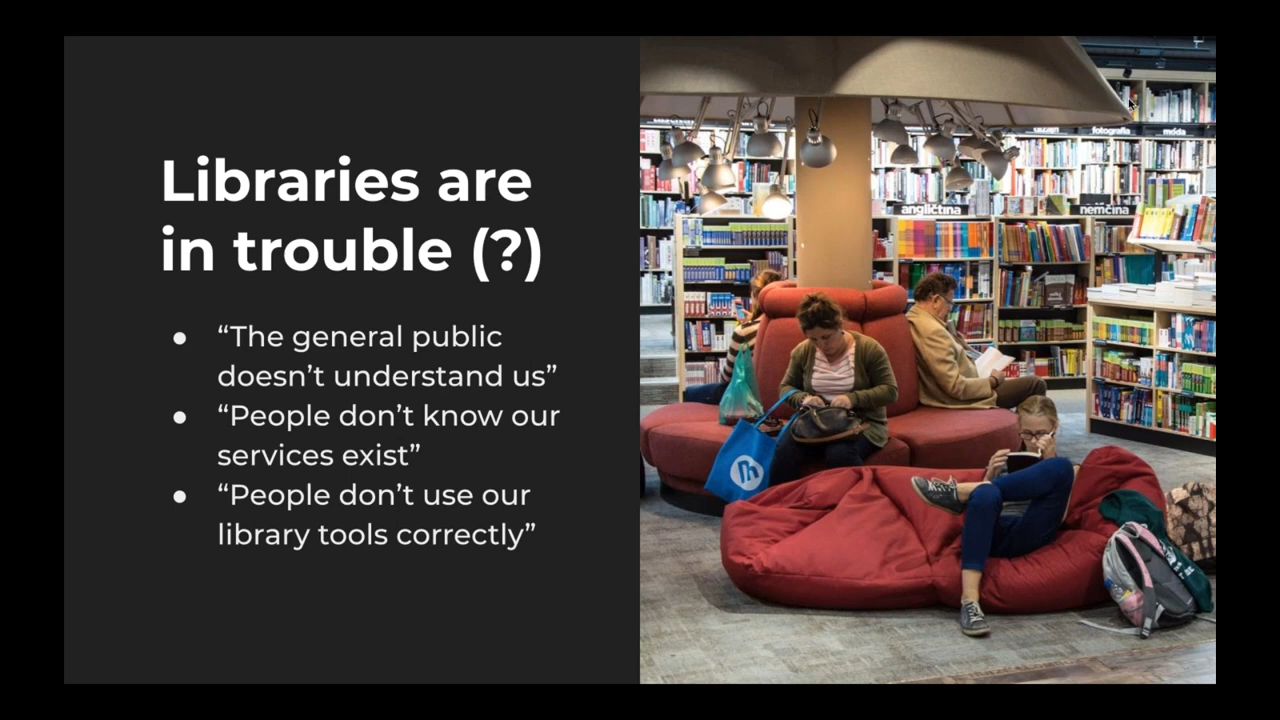 Libraries are
in trouble (?)
● “The general public
doesn’t understand us”
● “People don’t know our
services exist”
● “People don’t use our
library tools correctly”
fotografia
móda
angličtina
nemčina